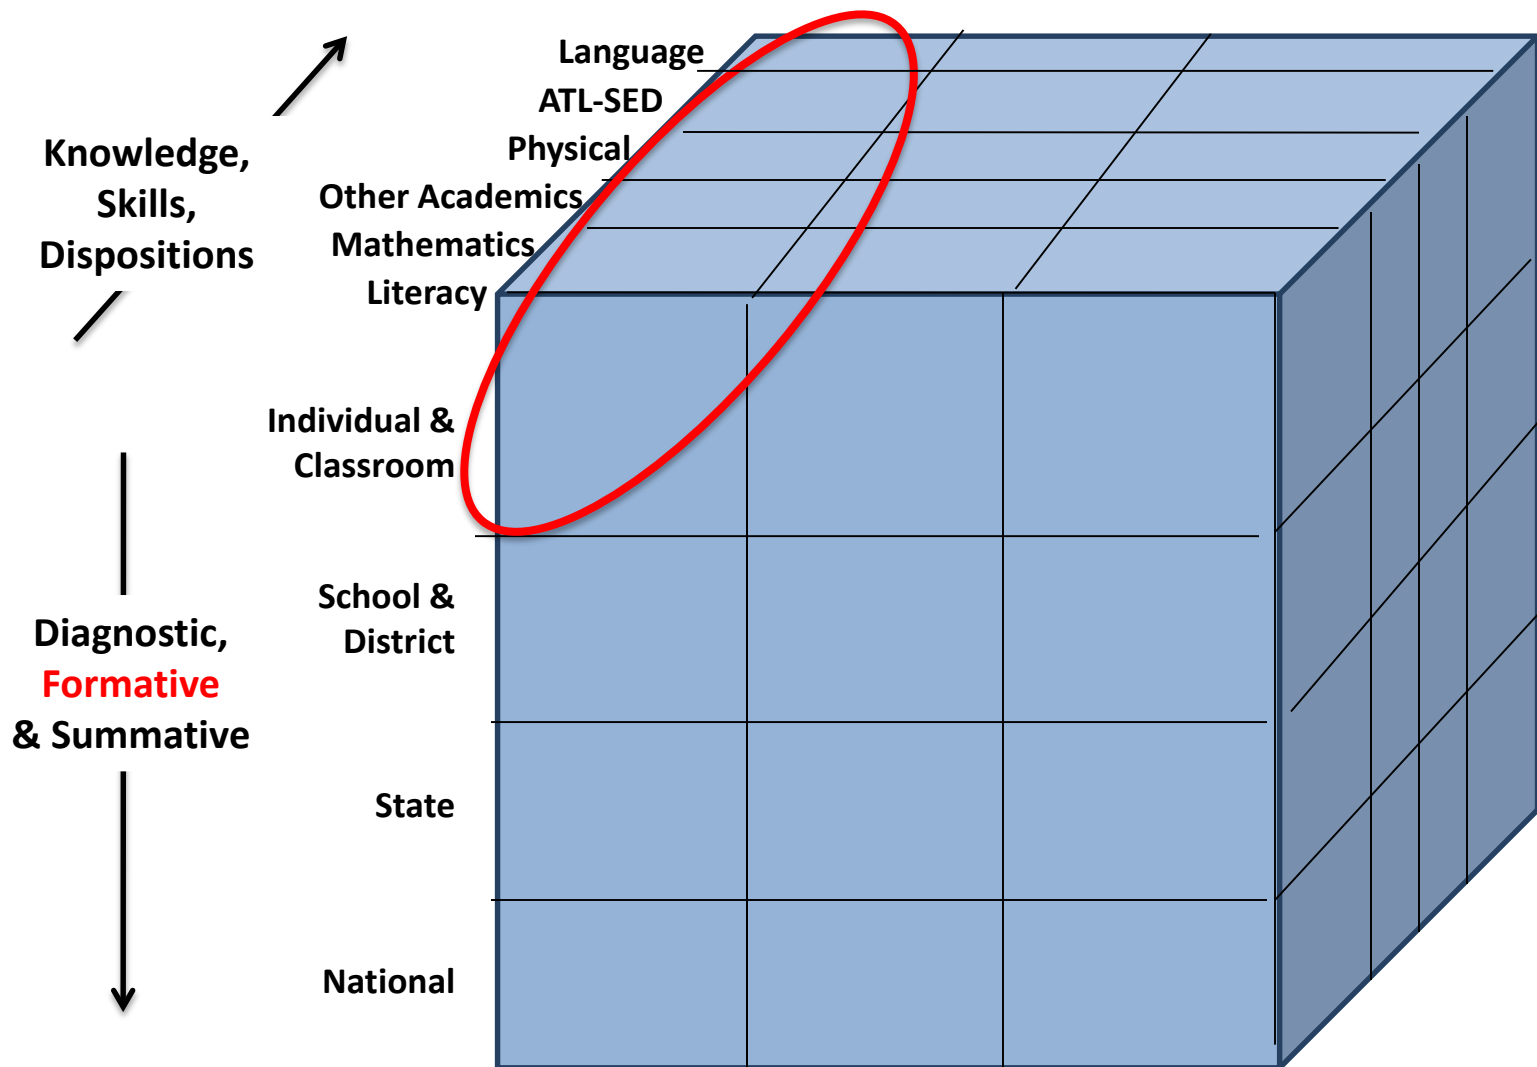 Language
ATL-SED
Physical
Other Academics
Mathematics
Literacy
Knowledge,
Skills,
Dispositions
Individual &
Classroom
School &
District
State
National
Diagnostic,
Formative
& Summative